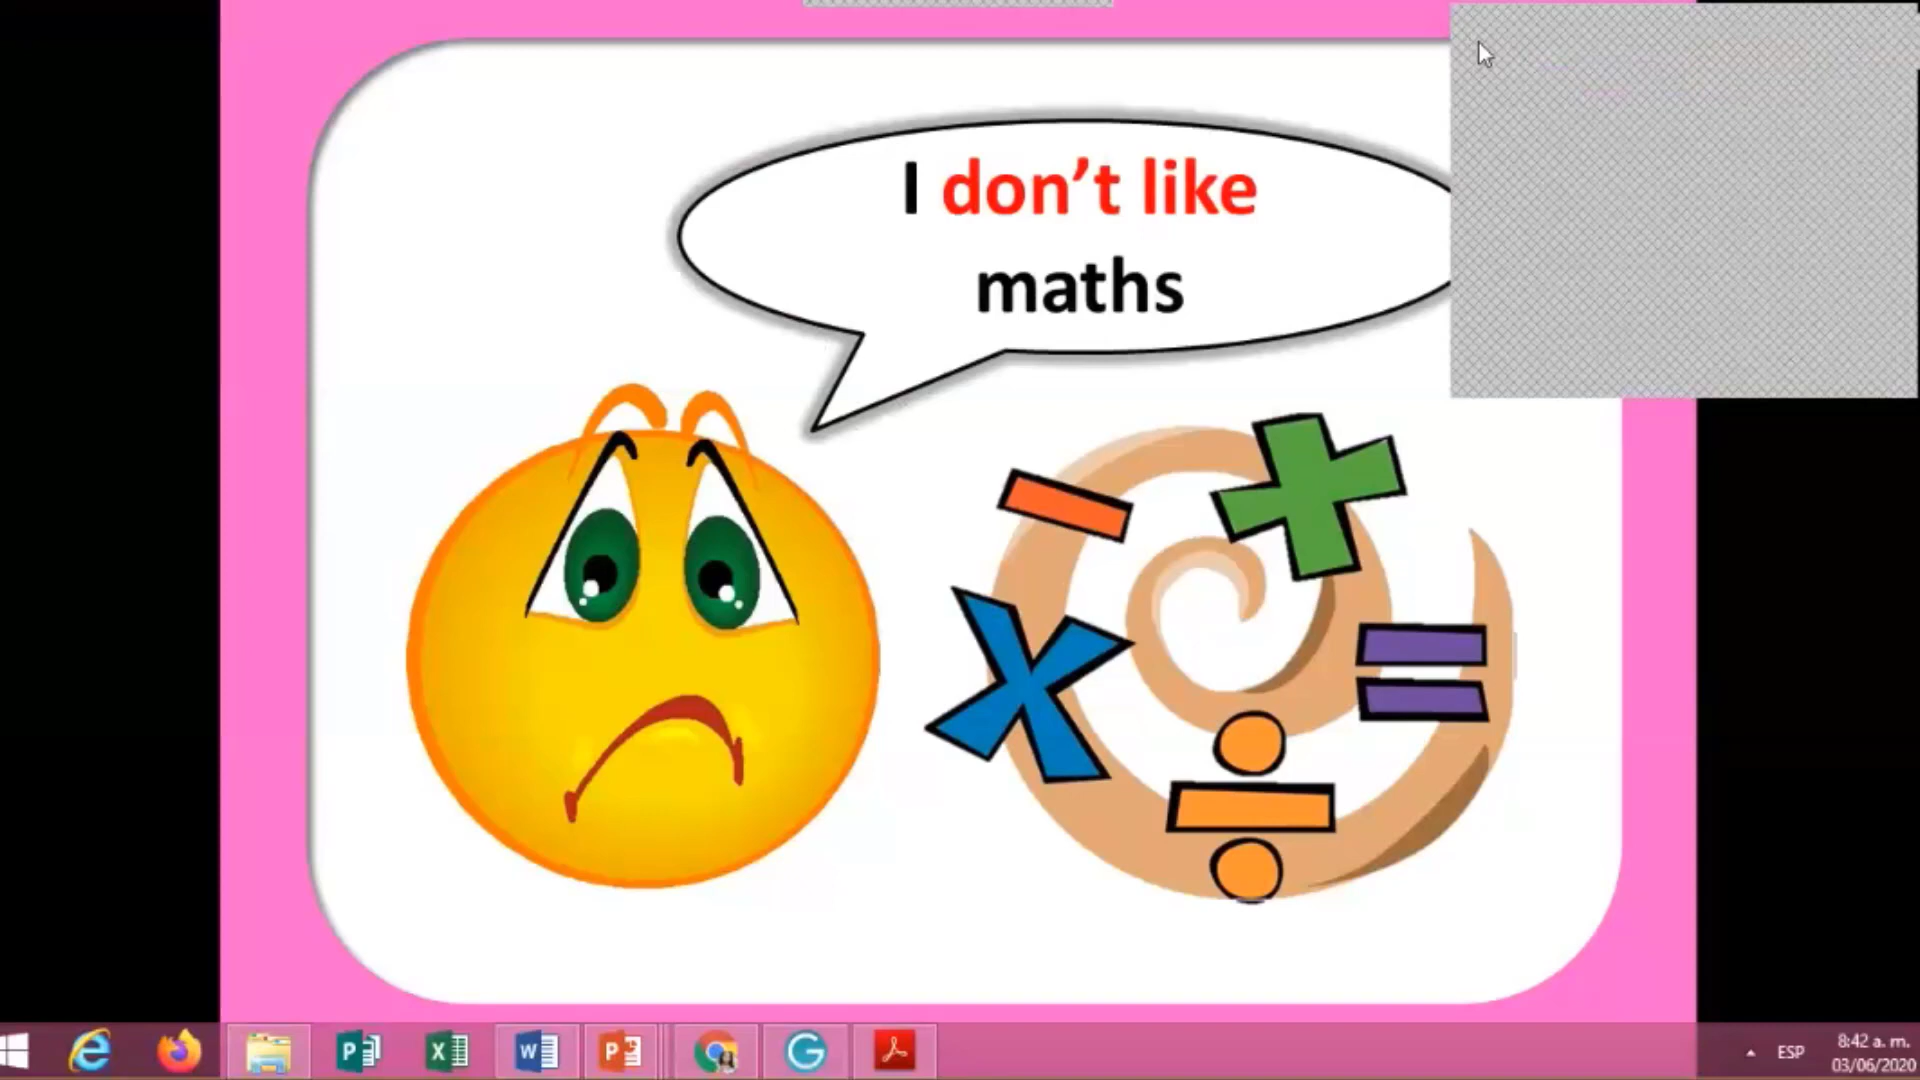 I don't like
maths
− +
x =
÷
ESP
8:42 a. m.
03/06/2020